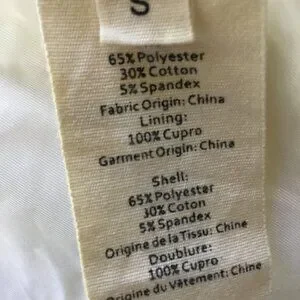 S
65% Polyester
30% Cotton
5% Spandex
Fabric Origin: China
Lining:
100% Cupro
Garment Origin: China
Shell:
65% Polyester
30% Coton
5% Spandex
Origine de la Tissu: Chine
Doublure:
100% Cupro
Origine du Vâtement: Chine